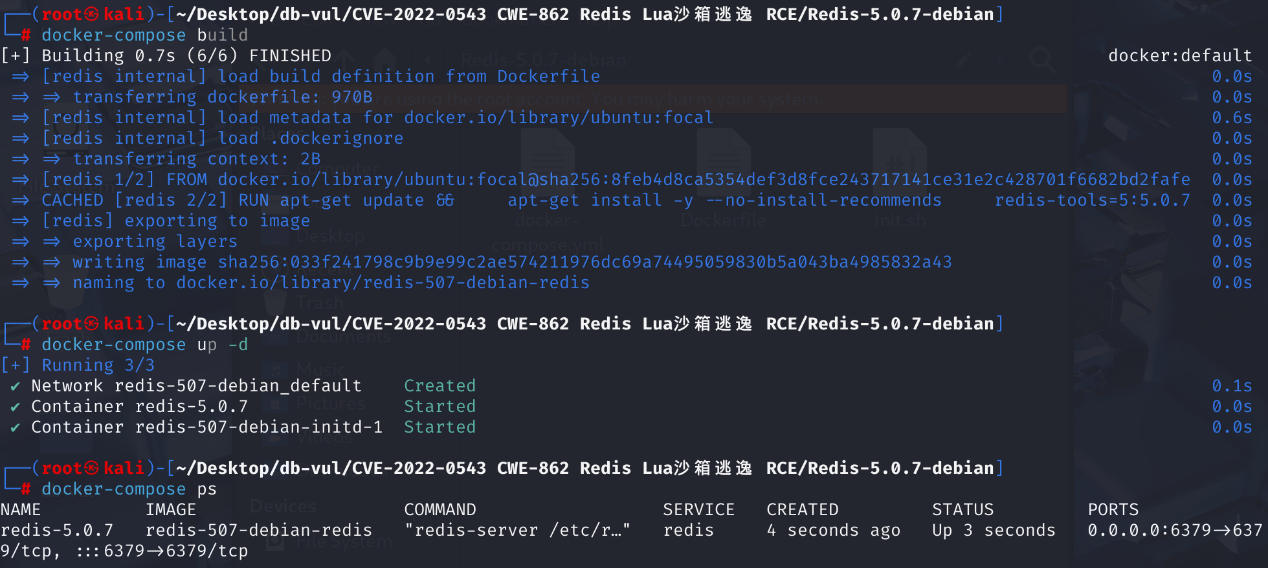 ┌──(root㉿kali)-[~/Desktop/db-vul/CVE-2022-0543 CWE-862 Redis Lua沙箱逃逸 RCE/Redis-5.0.7-debian]
└─# docker-compose build
[+] Building 0.7s (6/6) FINISHED docker:default
=> [redis internal] load build definition from Dockerfile 0.0s
=> => transferring dockerfile: 970B 0.0s
=> [redis internal] load metadata for docker.io/library/ubuntu:focal 0.6s
=> [redis internal] load .dockerignore 0.0s
=> => transferring context: 2B 0.0s
=> [redis 1/2] FROM docker.io/library/ubuntu:focal@sha256:8feb4d8ca5354def3d8fce243717141ce31e2c428701f6682bd2fafe 0.0s
=> CACHED [redis 2/2] RUN apt-get update && apt-get install -y --no-install-recommends redis-tools=5:5.0.7 0.0s
=> [redis] exporting to image 0.0s
=> => exporting layers 0.0s
=> => writing image sha256:033f241798c9b9e99c2ae574211976dc69a74495059830b5a043ba4985832a43 0.0s
=> => naming to docker.io/library/redis-507-debian-redis 0.0s
┌──(root㉿kali)-[~/Desktop/db-vul/CVE-2022-0543 CWE-862 Redis Lua沙箱逃逸 RCE/Redis-5.0.7-debian]
└─# docker-compose up -d
[+] Running 3/3
✔ Network redis-507-debian_default Created 0.1s
✔ Container redis-5.0.7 Started 0.0s
✔ Container redis-507-debian-initd-1 Started 0.0s
┌──(root㉿kali)-[~/Desktop/db-vul/CVE-2022-0543 CWE-862 Redis Lua沙箱逃逸 RCE/Redis-5.0.7-debian]
└─# docker-compose ps
NAME IMAGE COMMAND SERVICE CREATED STATUS PORTS
redis-5.0.7 redis-507-debian-redis "redis-server /etc/r…" redis 4 seconds ago Up 3 seconds 0.0.0.0:6379->637
9/tcp, :::6379->6379/tcp